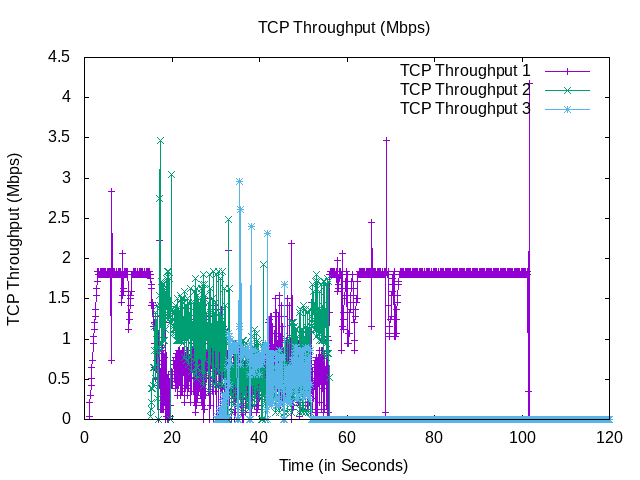 TCP Throughput (Mbps)
TCP Throughput 1
TCP Throughput 2
TCP Throughput 3
TCP Throughput (Mbps)
4.5
4
3.5
3
2.5
2
1.5
1
0.5
0
0 20 40 60 80 100 120
Time (in Seconds)